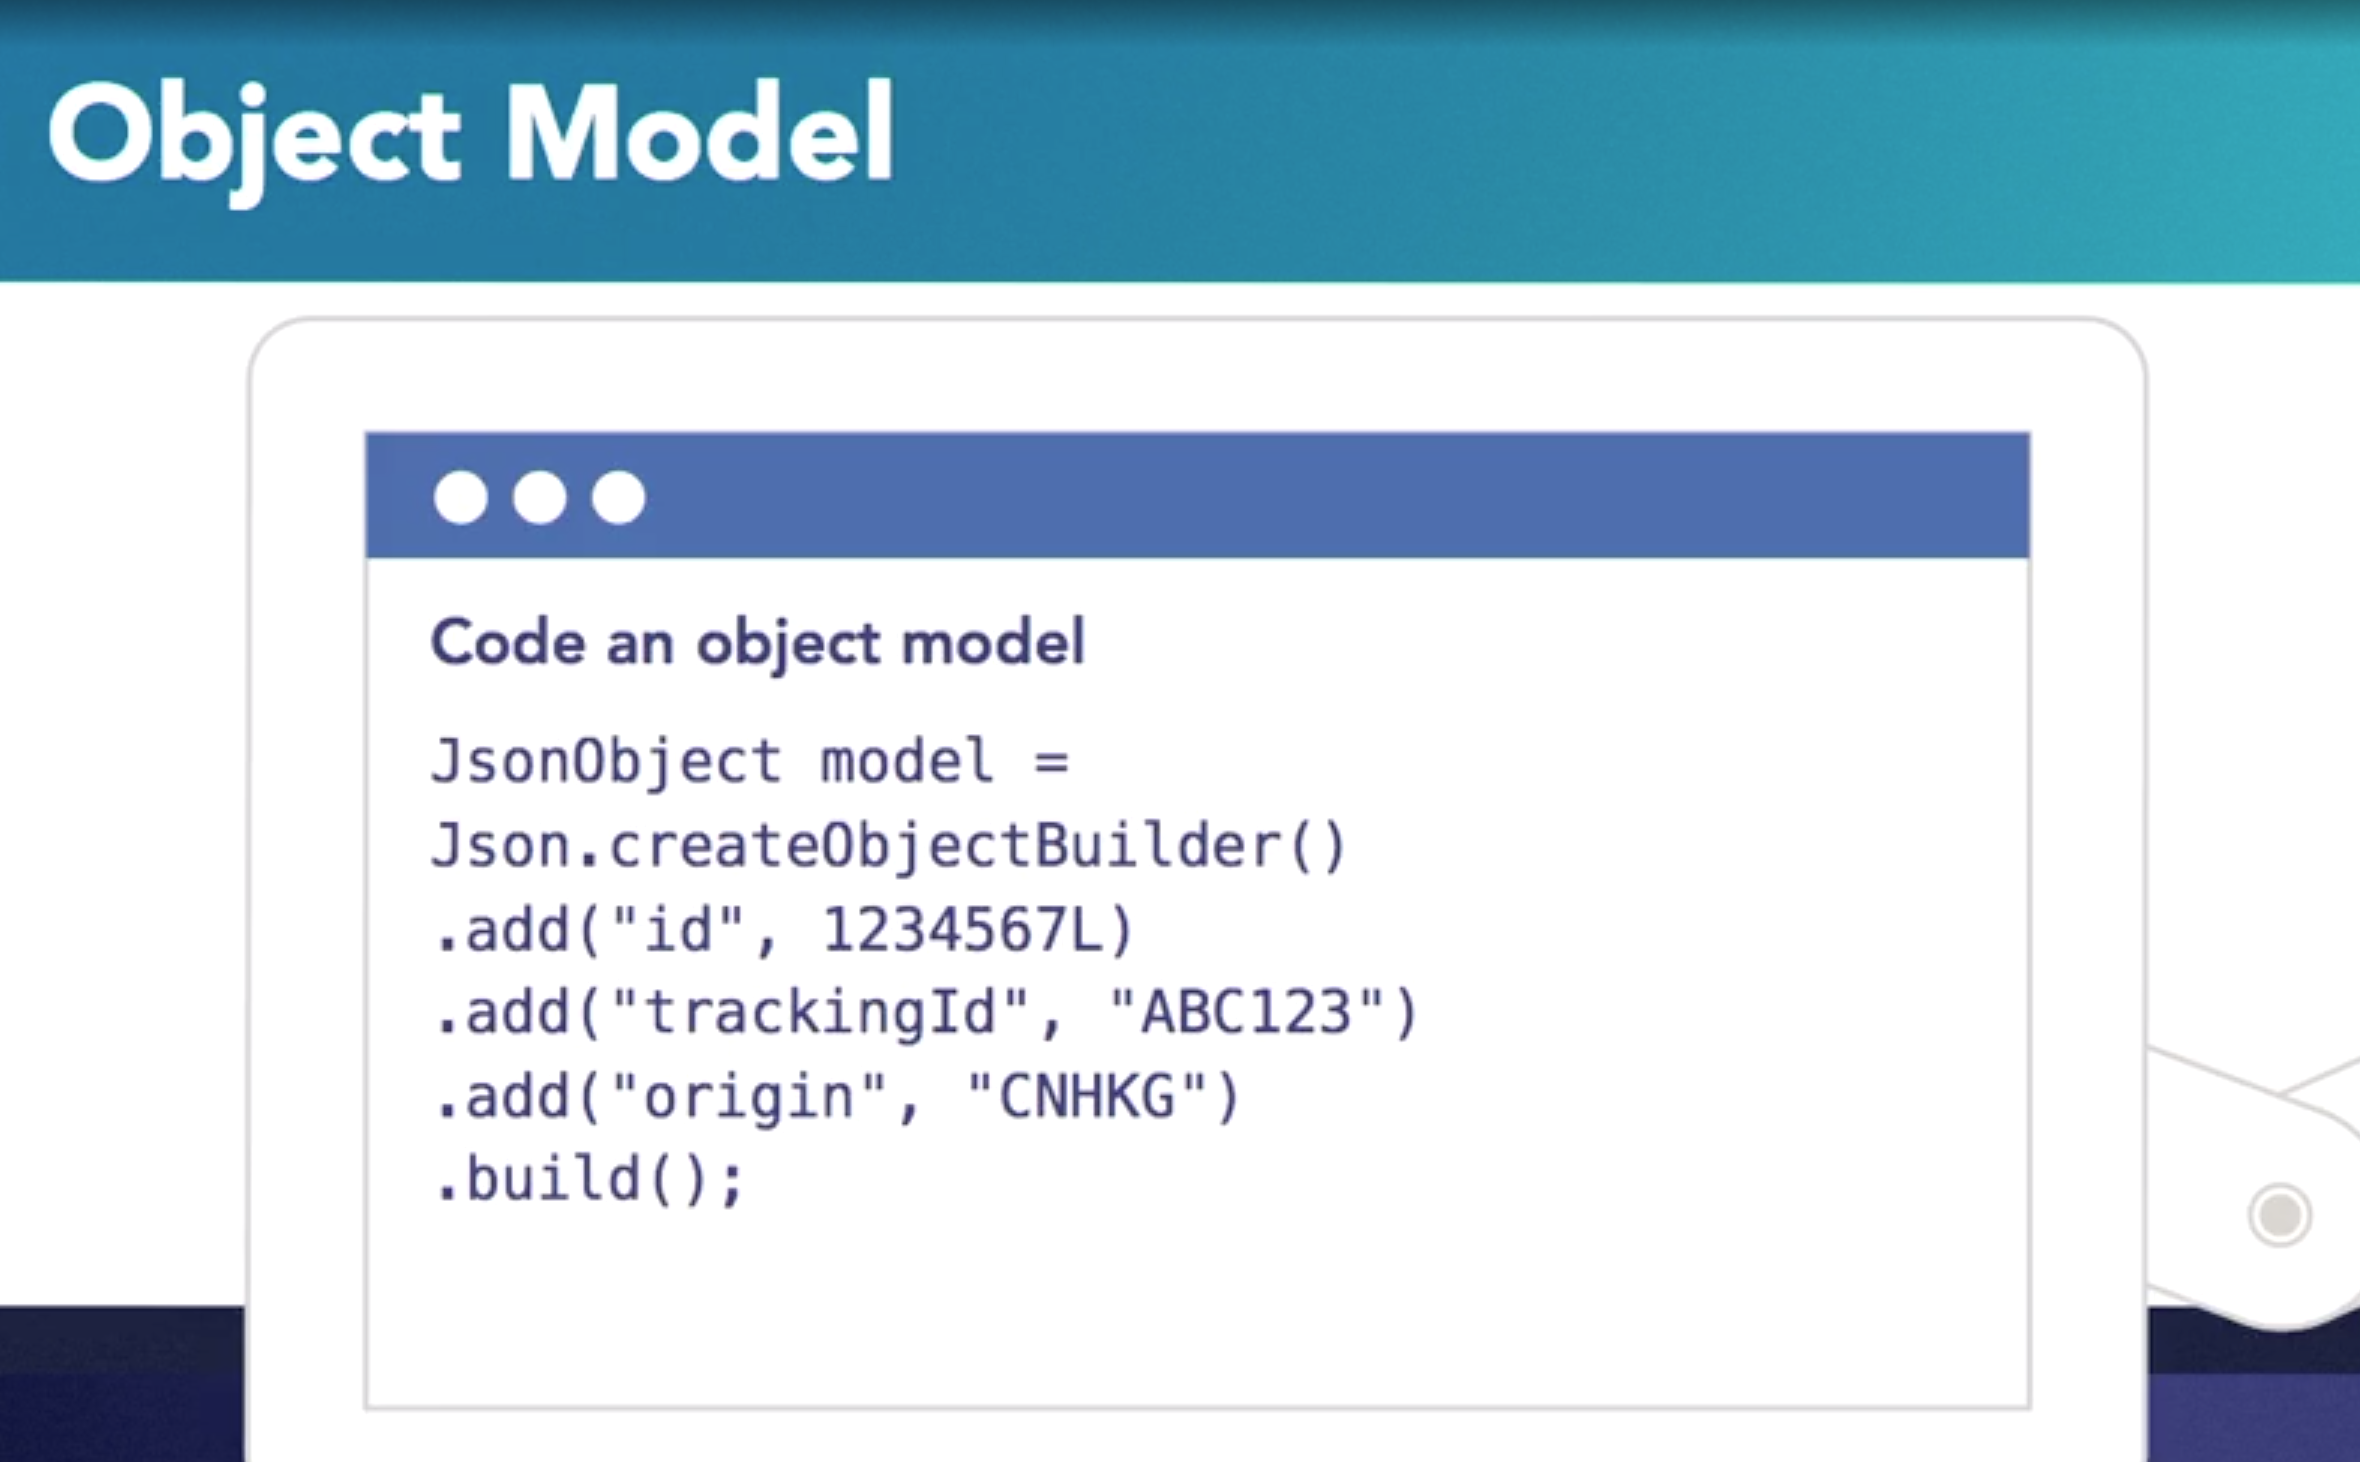 Object Model
Code an object model
JsonObject model =
Json.createObjectBuilder()
.add("id", 1234567L)
.add("trackingId", "ABC123")
.add("origin", "CNHKG")
.build();